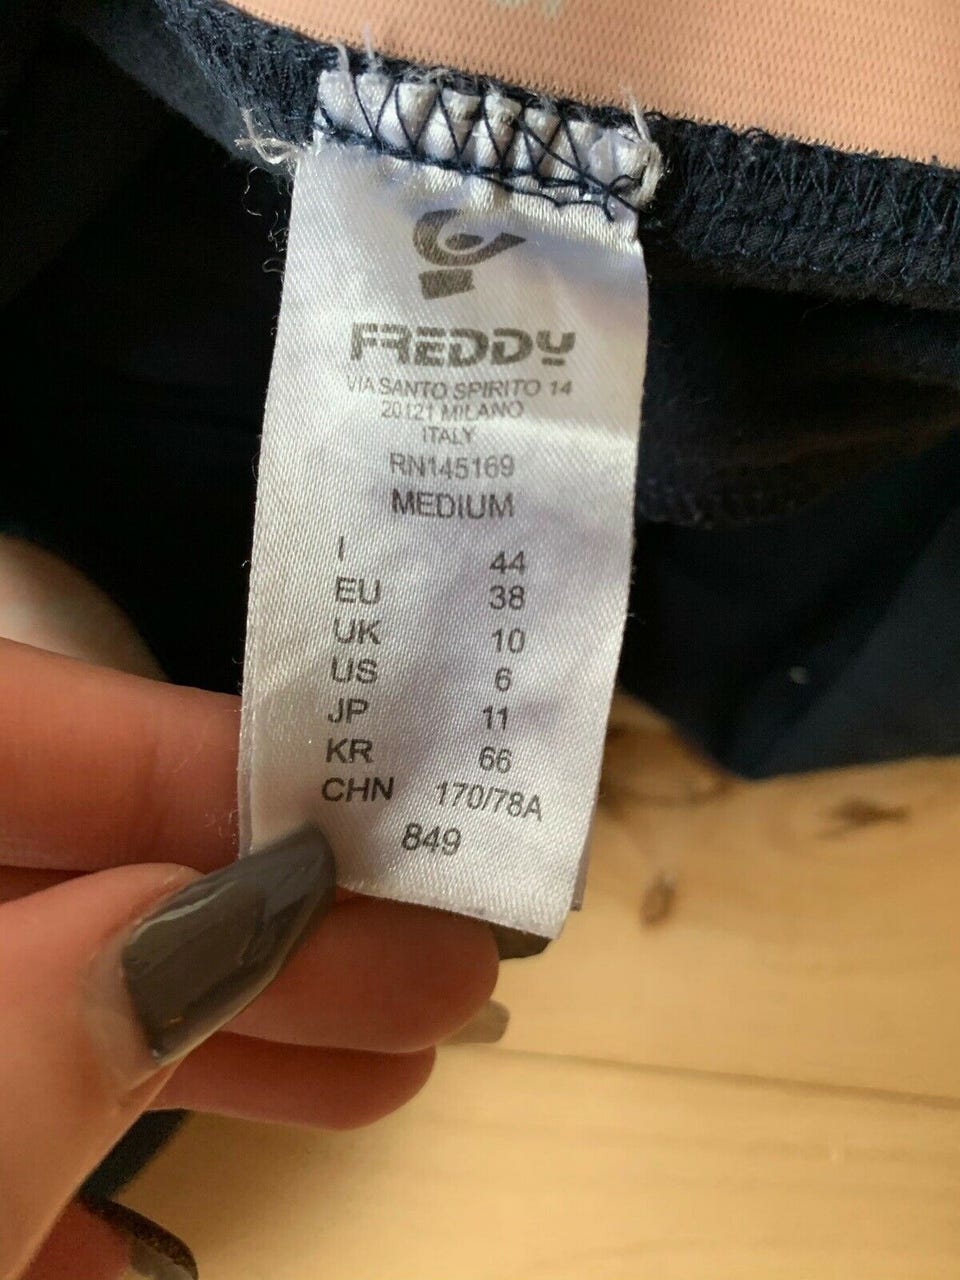 FREDDY
VIA SANTO SPIRITO 14
20121 MILANO
ITALY
RN145169
MEDIUM
I 44
EU 38
UK 10
US 6
JP 11
KR 66
CHN 170/78A
849